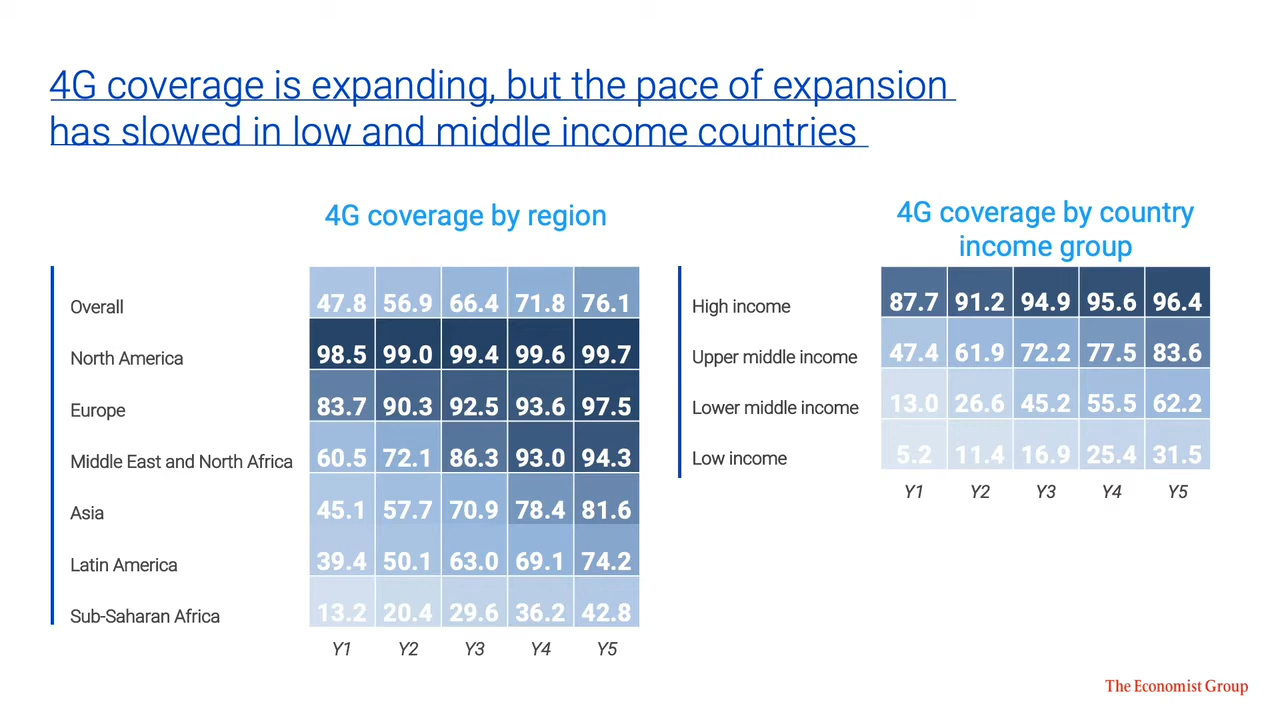 4G coverage is expanding, but the pace of expansion
has slowed in low and middle income countries
4G coverage by region
Overall 47.8 56.9 66.4 71.8 76.1
North America 98.5 99.0 99.4 99.6 99.7
Europe 83.7 90.3 92.5 93.6 97.5
Middle East and North Africa 60.5 72.1 86.3 93.0 94.3
Asia 45.1 57.7 70.9 78.4 81.6
Latin America 39.4 50.1 63.0 69.1 74.2
Sub-Saharan Africa 13.2 20.4 29.6 36.2 42.8
Y1 Y2 Y3 Y4 Y5
4G coverage by country
income group
High income 87.7 91.2 94.9 95.6 96.4
Upper middle income 47.4 61.9 72.2 77.5 83.6
Lower middle income 13.0 26.6 45.2 55.5 62.2
Low income 5.2 11.4 16.9 25.4 31.5
Y1 Y2 Y3 Y4 Y5
The Economist Group